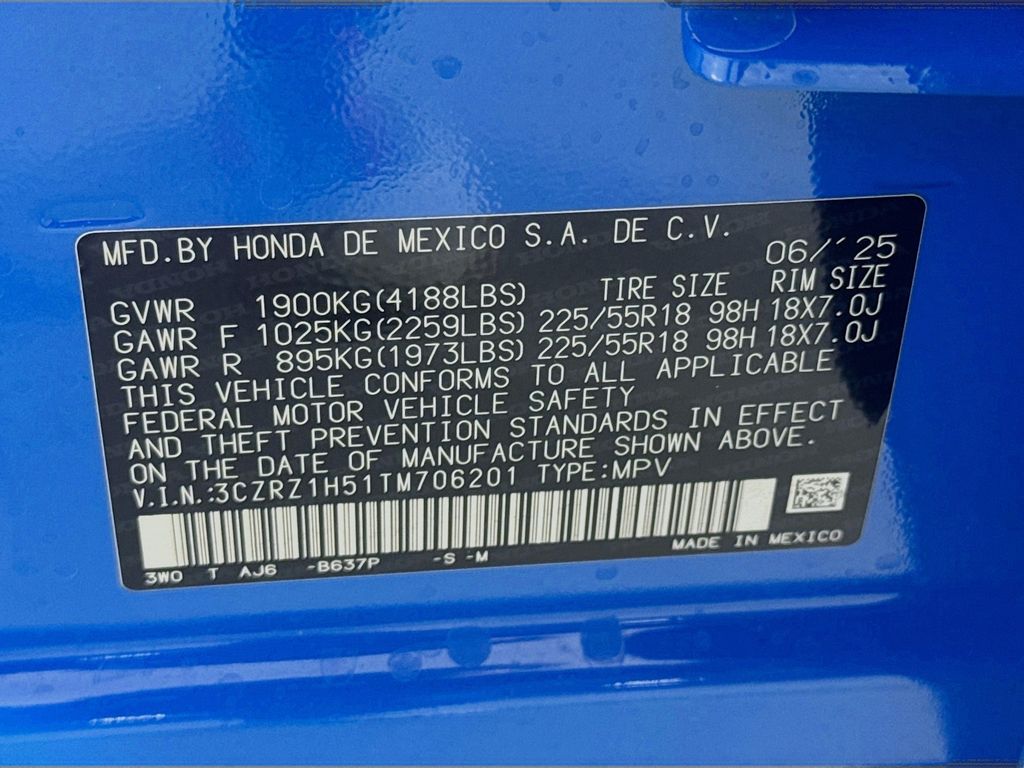 MFD.BY HONDA DE MEXICO S.A. DE C.V. 06/'25
GVWR 1900KG(4188LBS) TIRE SIZE RIM SIZE
GAWR F 1025KG(2259LBS) 225/55R18 98H 18X7.0J
GAWR R 895KG(1973LBS) 225/55R18 98H 18X7.0J
THIS VEHICLE CONFORMS TO ALL APPLICABLE
FEDERAL MOTOR VEHICLE SAFETY
AND THEFT PREVENTION STANDARDS IN EFFECT
ON THE DATE OF MANUFACTURE SHOWN ABOVE.
V.I.N.:3CZRZ1H51TM706201 TYPE:MPV
MADE IN MEXICO
3W0 T AJ6 -B637P -S -M